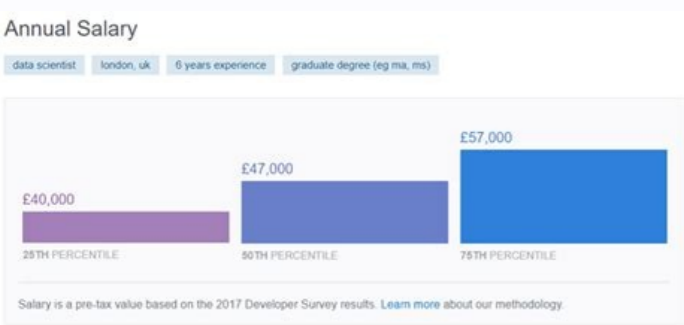 Annual Salary
data scientist london, uk 6 years experience graduate degree (eg ma, ms)
£57,000
£47,000
£40,000
25TH PERCENTILE 50TH PERCENTILE 75TH PERCENTILE
Salary is a pre-tax value based on the 2017 Developer Survey results. Learn more about our methodology.